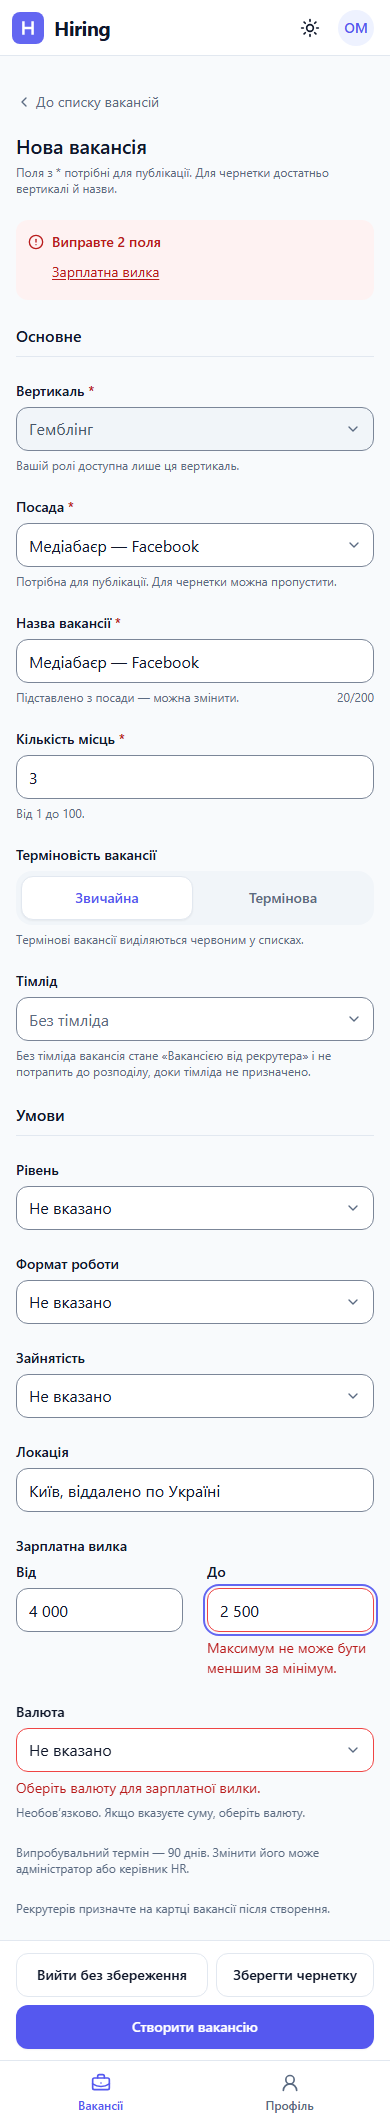 H Hiring
OM
До списку вакансій
Нова вакансія
Поля з * потрібні для публікації. Для чернетки достатньо
вертикалі й назви.
Виправте 2 поля
Зарплатна вилка
Основне
Вертикаль *
Гемблінг
Вашій ролі доступна лише ця вертикаль.
Посада *
Медіабаєр — Facebook
Потрібна для публікації. Для чернетки можна пропустити.
Назва вакансії *
Медіабаєр — Facebook
Підставлено з посади — можна змінити. 20/200
Кількість місць *
3
Від 1 до 100.
Терміновість вакансії
Звичайна Термінова
Термінові вакансії виділяються червоним у списках.
Тімлід
Без тімліда
Без тімліда вакансія стане «Вакансією від рекрутера» і не
потрапить до розподілу, доки тімліда не призначено.
Умови
Рівень
Не вказано
Формат роботи
Не вказано
Зайнятість
Не вказано
Локація
Київ, віддалено по Україні
Зарплатна вилка
Від До
4 000 2 500
Максимум не може бути
меншим за мінімум.
Валюта
Не вказано
Оберіть валюту для зарплатної вилки.
Необов’язково. Якщо вказуєте суму, оберіть валюту.
Випробувальний термін — 90 днів. Змінити його може
адміністратор або керівник HR.
Рекрутерів призначте на картці вакансії після створення.
Вийти без збереження Зберегти чернетку
Створити вакансію
Вакансії Профіль